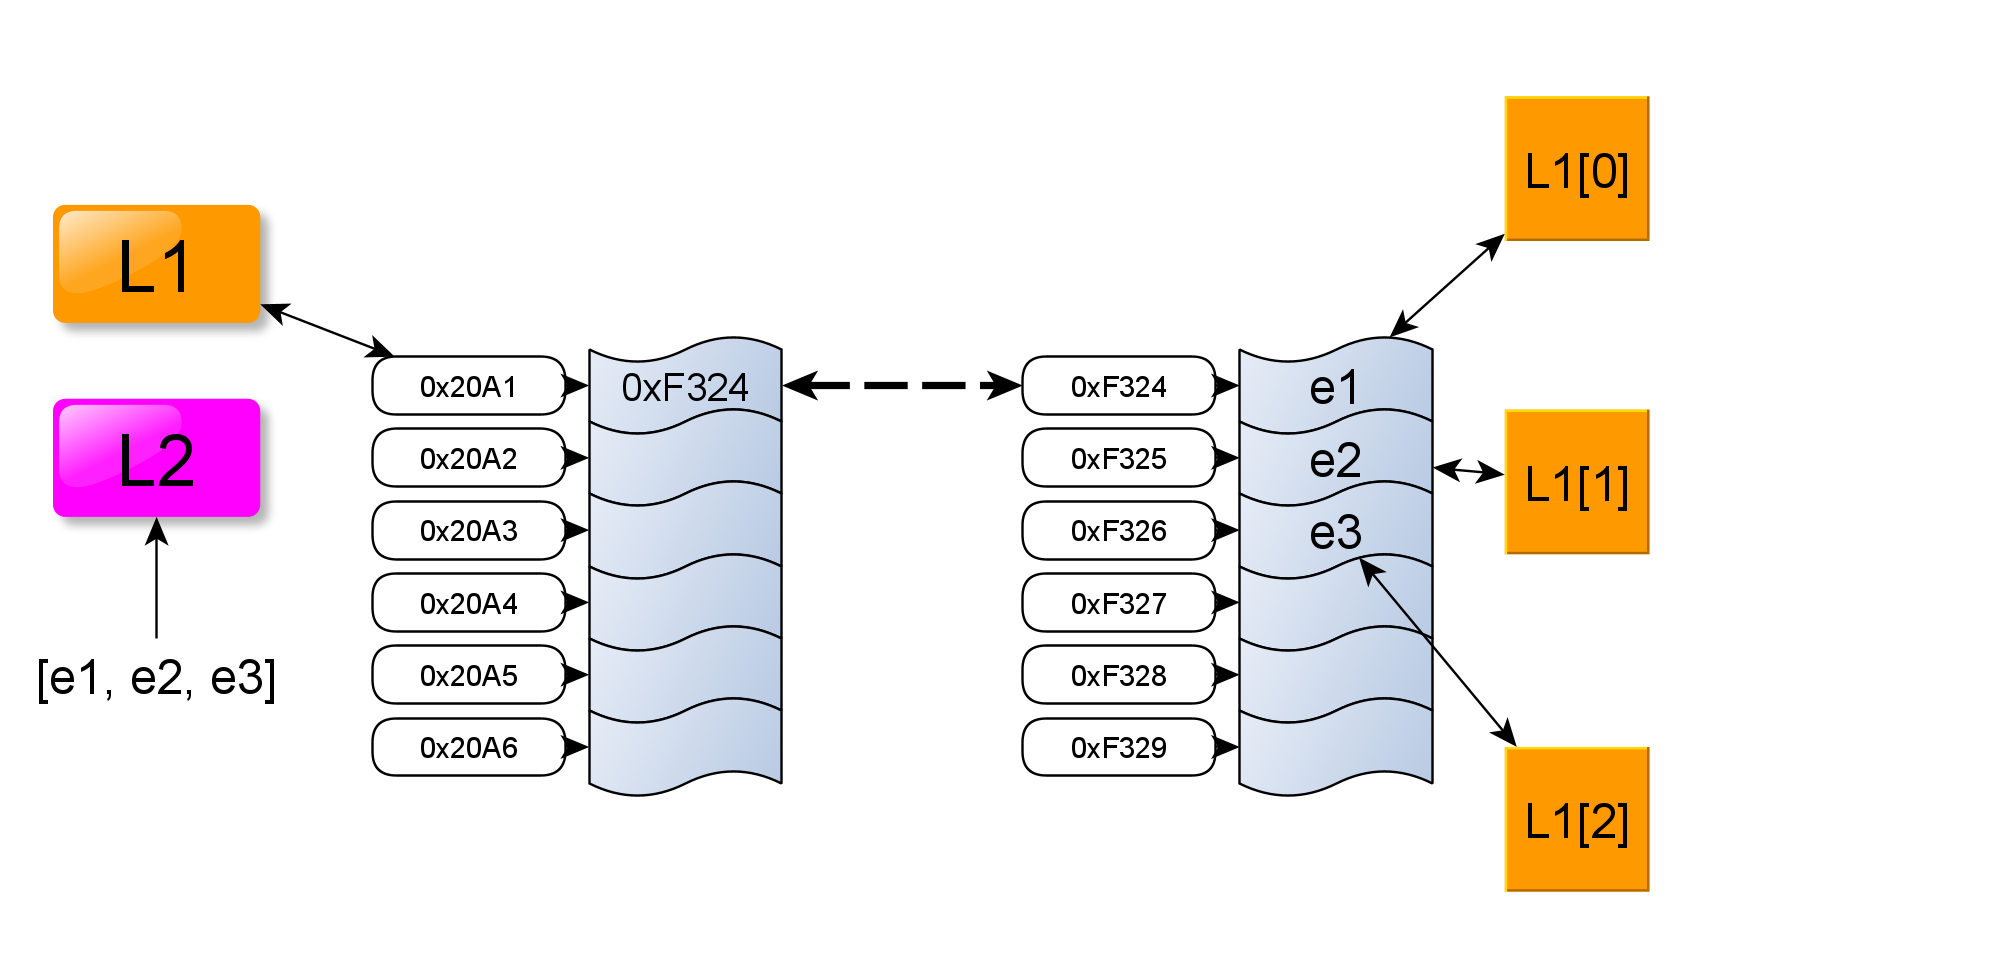 L1
L2
[e1, e2, e3]
0x20A1
0x20A2
0x20A3
0x20A4
0x20A5
0x20A6
0xF324
0xF324
0xF325
0xF326
0xF327
0xF328
0xF329
e1
e2
e3
L1[0]
L1[1]
L1[2]